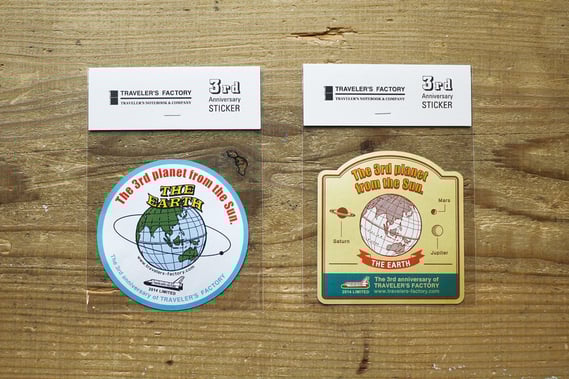 TRAVELER'S FACTORY
TRAVELER'S NOTEBOOK & COMPANY
3rd
Anniversary
STICKER
The 3rd planet from the Sun.
THE
EARTH
www.travelers-factory.com
2014 LIMITED
The 3rd anniversary of TRAVELER'S FACTORY
TRAVELER'S FACTORY
TRAVELER'S NOTEBOOK & COMPANY
3rd
Anniversary
STICKER
The 3rd planet
from the Sun.
Mars
Saturn
Jupiter
THE EARTH
The 3rd anniversary of
TRAVELER'S FACTORY
2014 LIMITED
www.travelers-factory.com